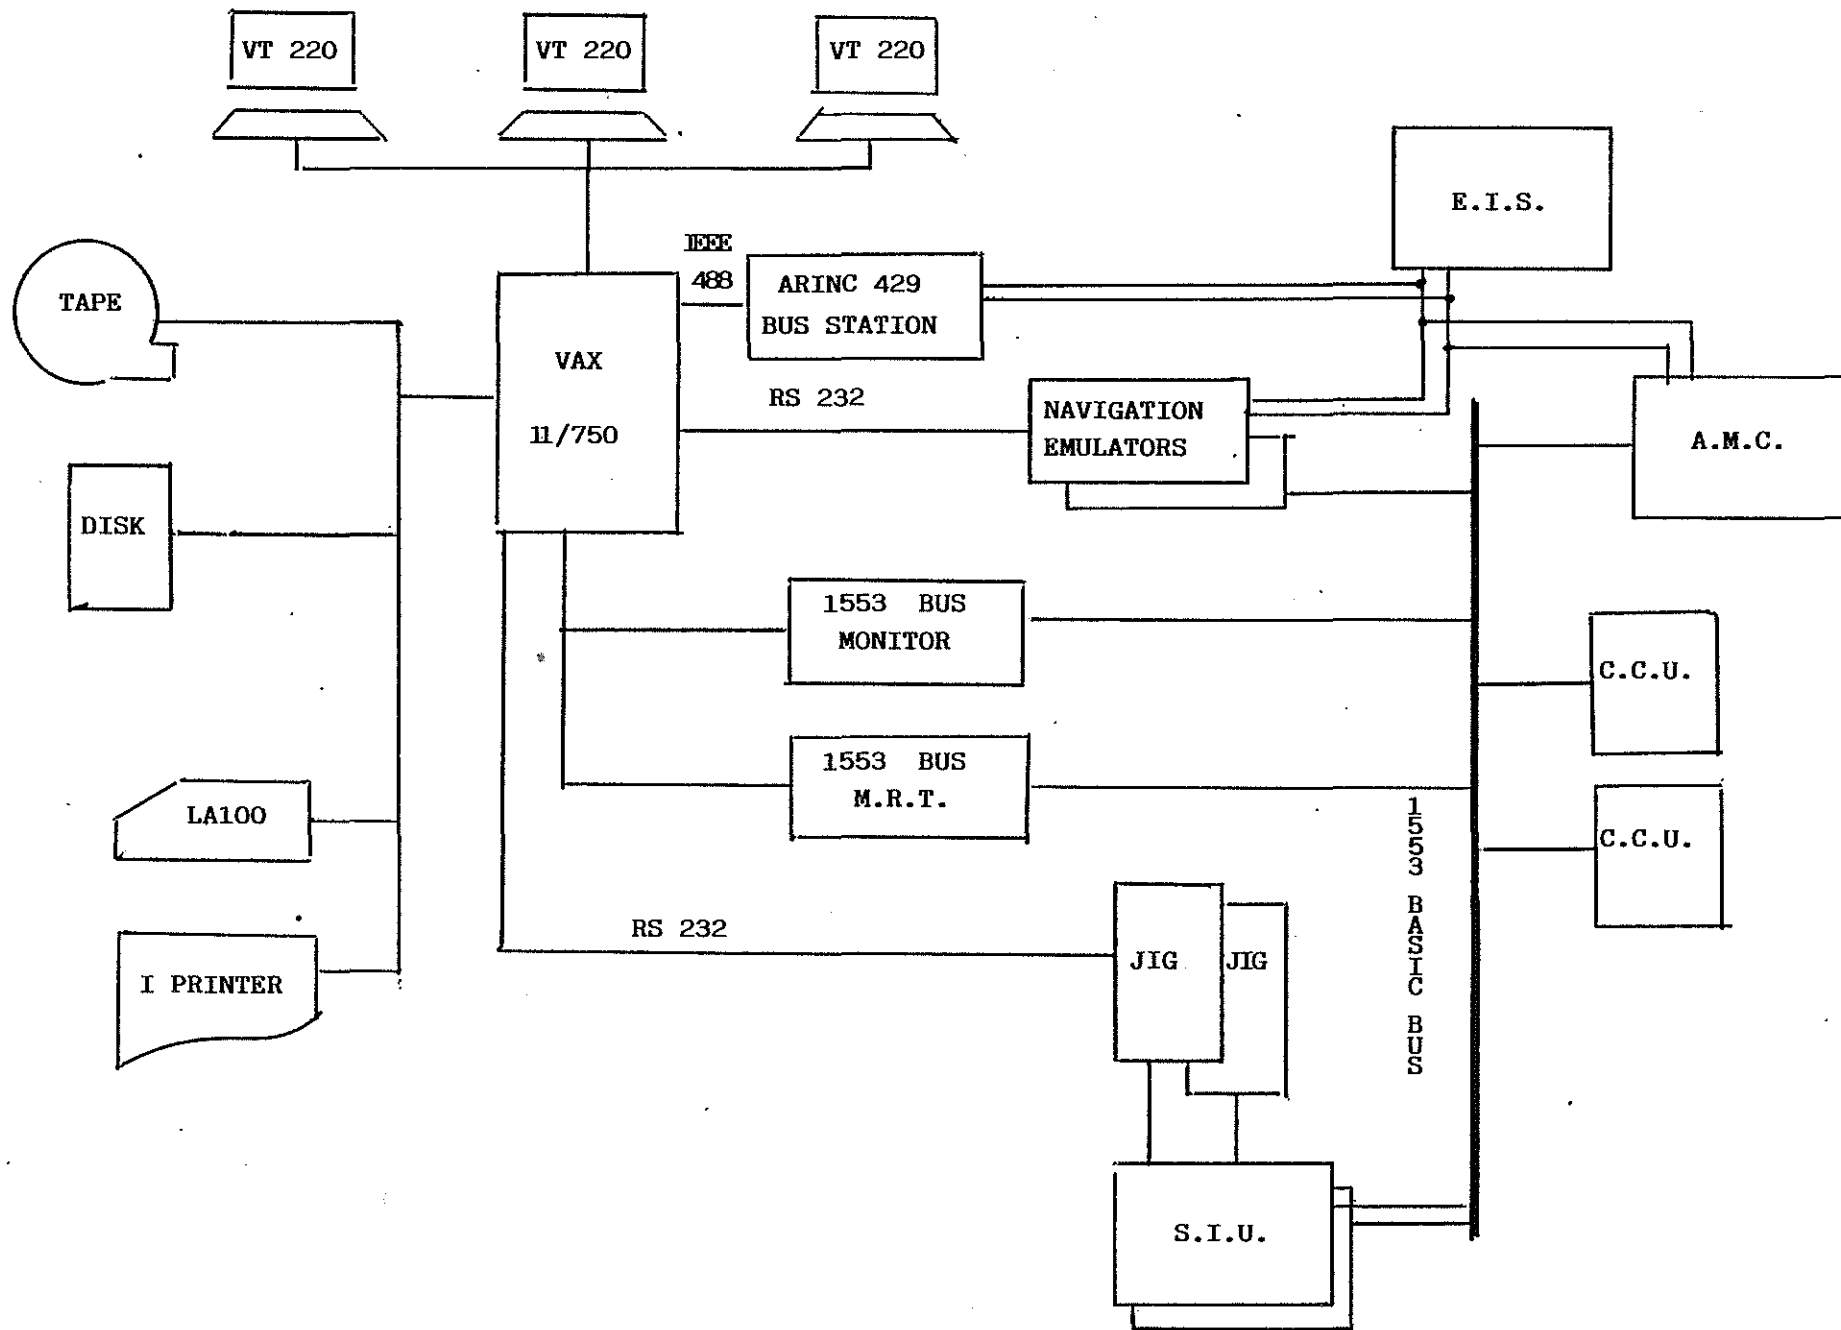 VT 220
VT 220
VT 220
E.I.S.
TAPE
IEEE
488
ARINC 429
BUS STATION
VAX
11/750
RS 232
NAVIGATION
EMULATORS
A.M.C.
DISK
1553 BUS
MONITOR
C.C.U.
1553 BUS
M.R.T.
LA100
C.C.U.
1553 BASIC BUS
RS 232
JIG
JIG
I PRINTER
S.I.U.